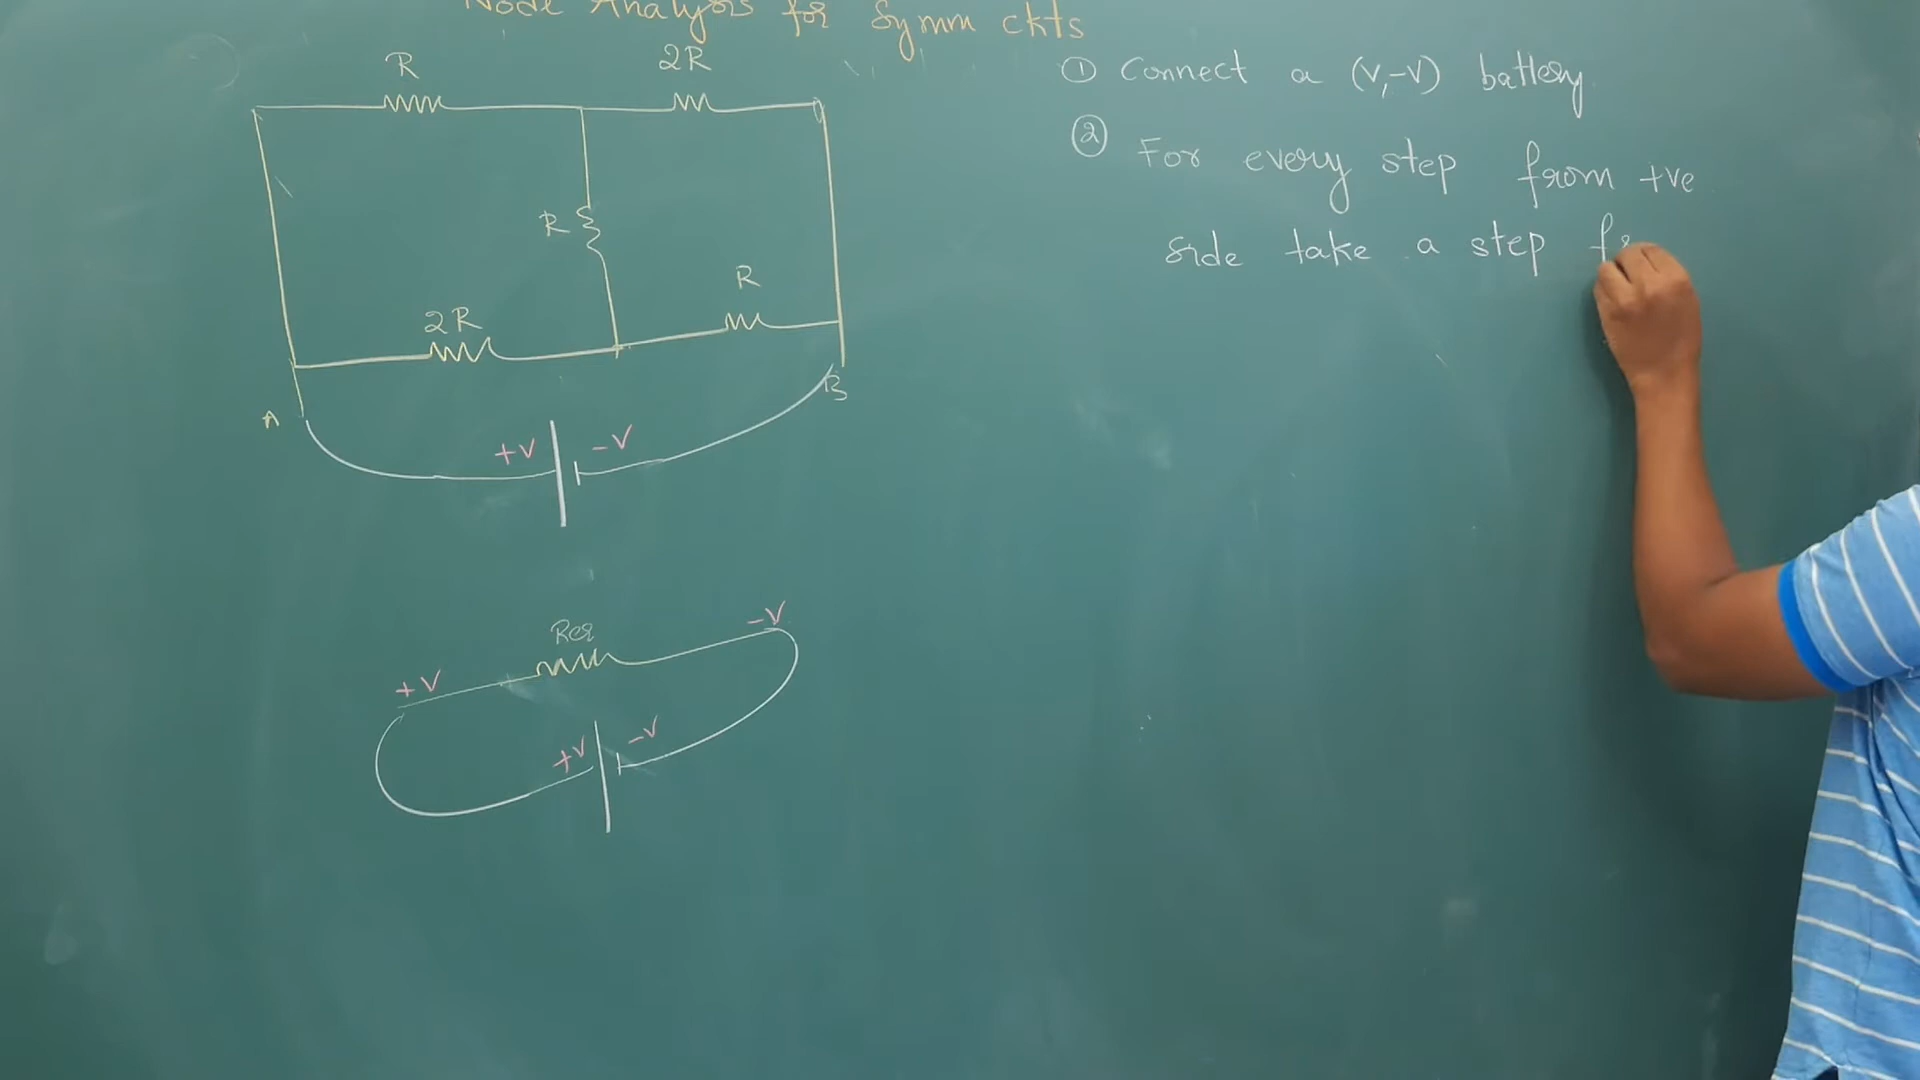 Node Analysis for Symm ckts
R
2R
R
R
2R
A
B
+V
-V
Req
+V
-V
+V
-V
① Connect a (V,-V) battery
② For every step from +ve
side take a step fr